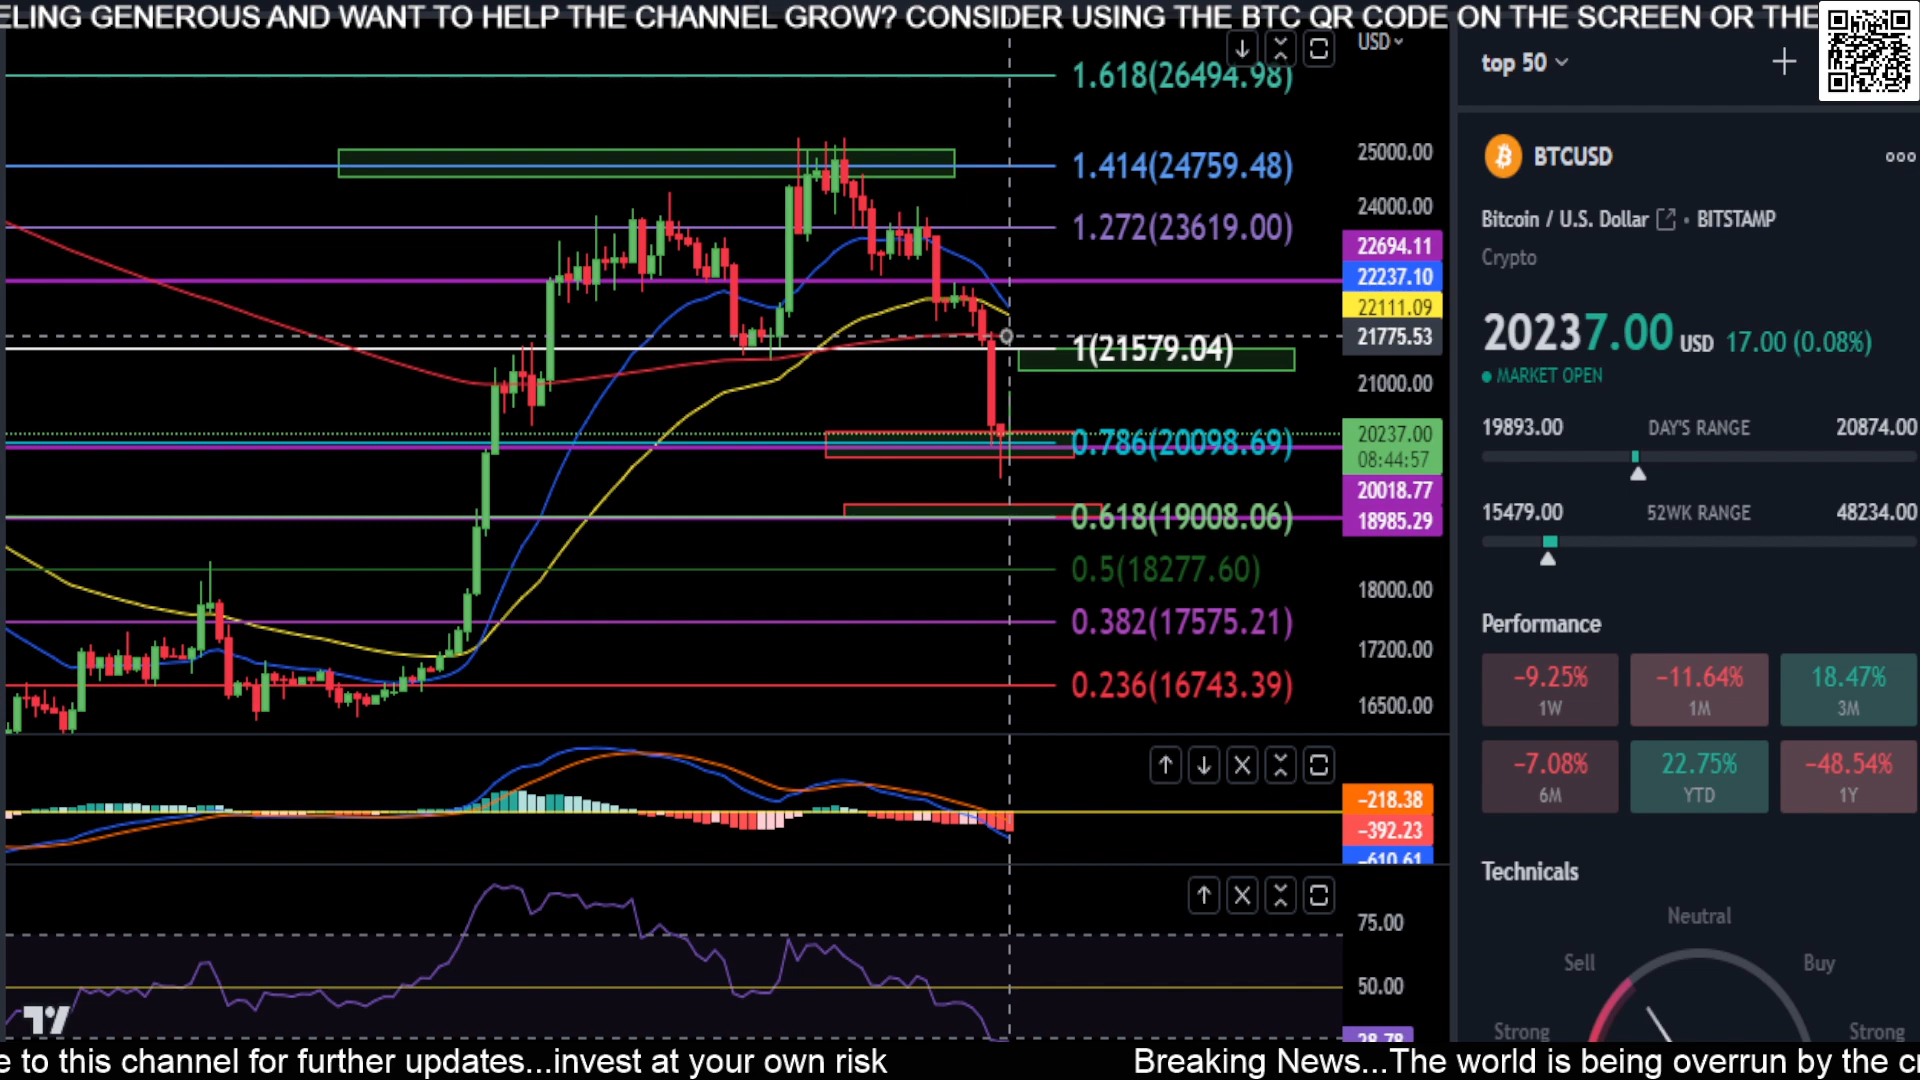 ELING GENEROUS AND WANT TO HELP THE CHANNEL GROW? CONSIDER USING THE BTC QR CODE ON THE SCREEN OR THE
USD
top 50
1.618(26494.98)
25000.00
1.414(24759.48)
24000.00
1.272(23619.00)
22694.11
22237.10
22111.09
21775.53
1(21579.04)
21000.00
20237.00
08:44:57
0.786(20098.69)
20018.77
18985.29
0.618(19008.06)
0.5(18277.60)
18000.00
0.382(17575.21)
17200.00
0.236(16743.39)
16500.00
-218.38
-392.23
-610.61
75.00
50.00
28.78
BTCUSD
Bitcoin / U.S. Dollar • BITSTAMP
Crypto
20237.00 USD 17.00 (0.08%)
MARKET OPEN
19893.00 DAY'S RANGE 20874.00
15479.00 52WK RANGE 48234.00
Performance
-9.25% -11.64% 18.47%
1W 1M 3M
-7.08% 22.75% -48.54%
6M YTD 1Y
Technicals
Neutral
Sell Buy
Strong Strong
e to this channel for further updates...invest at your own risk Breaking News...The world is being overrun by the c